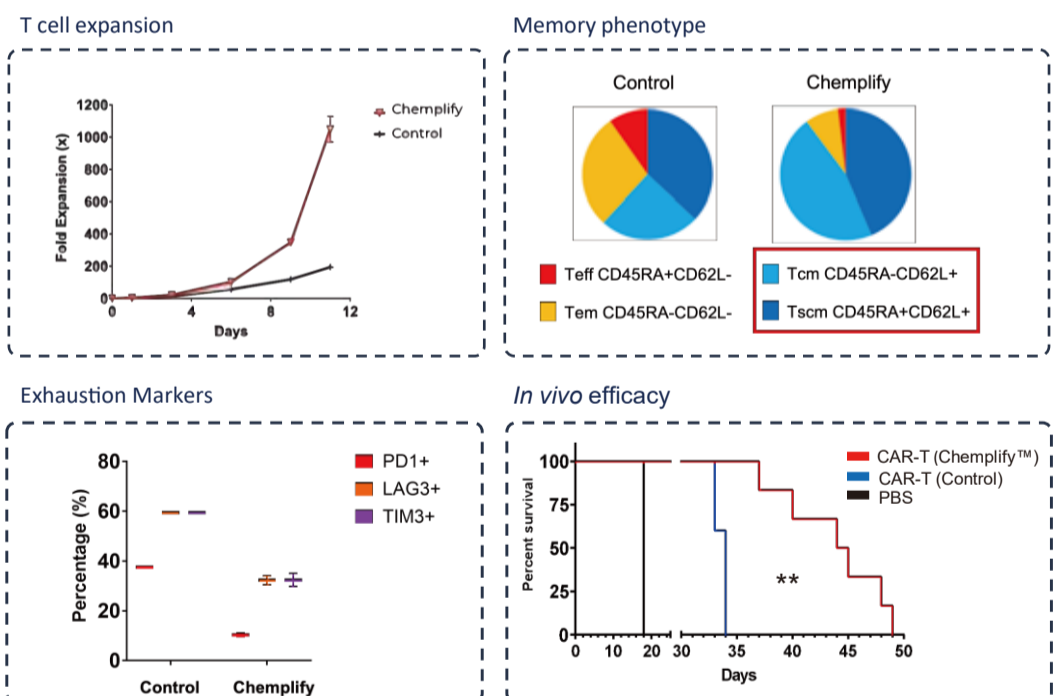 T cell expansion
Memory phenotype
1200
1000
800
600
400
200
0
Fold Expansion (x)
0 4 8 12
Days
Chemplify
Control
Control
Chemplify
Teff CD45RA+CD62L-
Tem CD45RA-CD62L-
Tcm CD45RA-CD62L+
Tscm CD45RA+CD62L+
Exhaustion Markers
In vivo efficacy
80
60
40
20
0
Percentage (%)
Control Chemplify
PD1+
LAG3+
TIM3+
100
75
50
25
0
Percent survival
0 10 20 30 35 40 45 50
Days
**
CAR-T (Chemplify™)
CAR-T (Control)
PBS